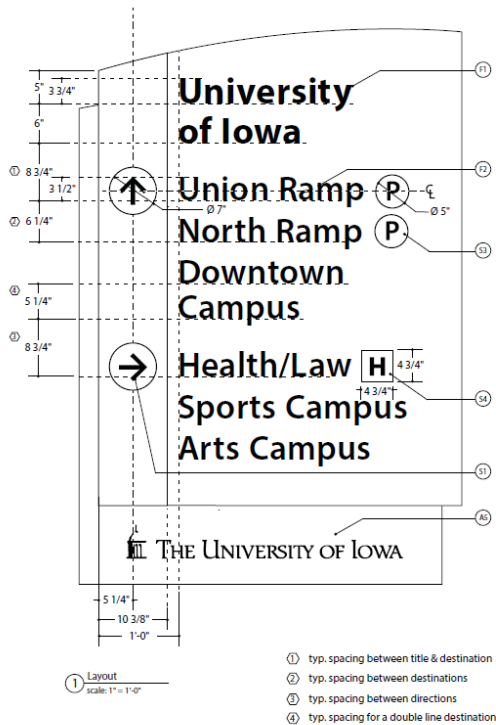 University
of Iowa
Union Ramp P
North Ramp P
Downtown
Campus
Health/Law H
Sports Campus
Arts Campus
THE UNIVERSITY OF IOWA
5"
3 3/4"
6"
1
8 3/4"
3 1/2"
2
6 1/4"
4
5 1/4"
3
8 3/4"
Ø 7"
Ø 5"
℄
4 3/4"
4 3/4"
F1
F2
S3
S4
S1
A5
5 1/4"
10 3/8"
1'-0"
1 Layout
scale: 1" = 1'-0"
1 typ. spacing between title & destination
2 typ. spacing between destinations
3 typ. spacing between directions
4 typ. spacing for a double line destination